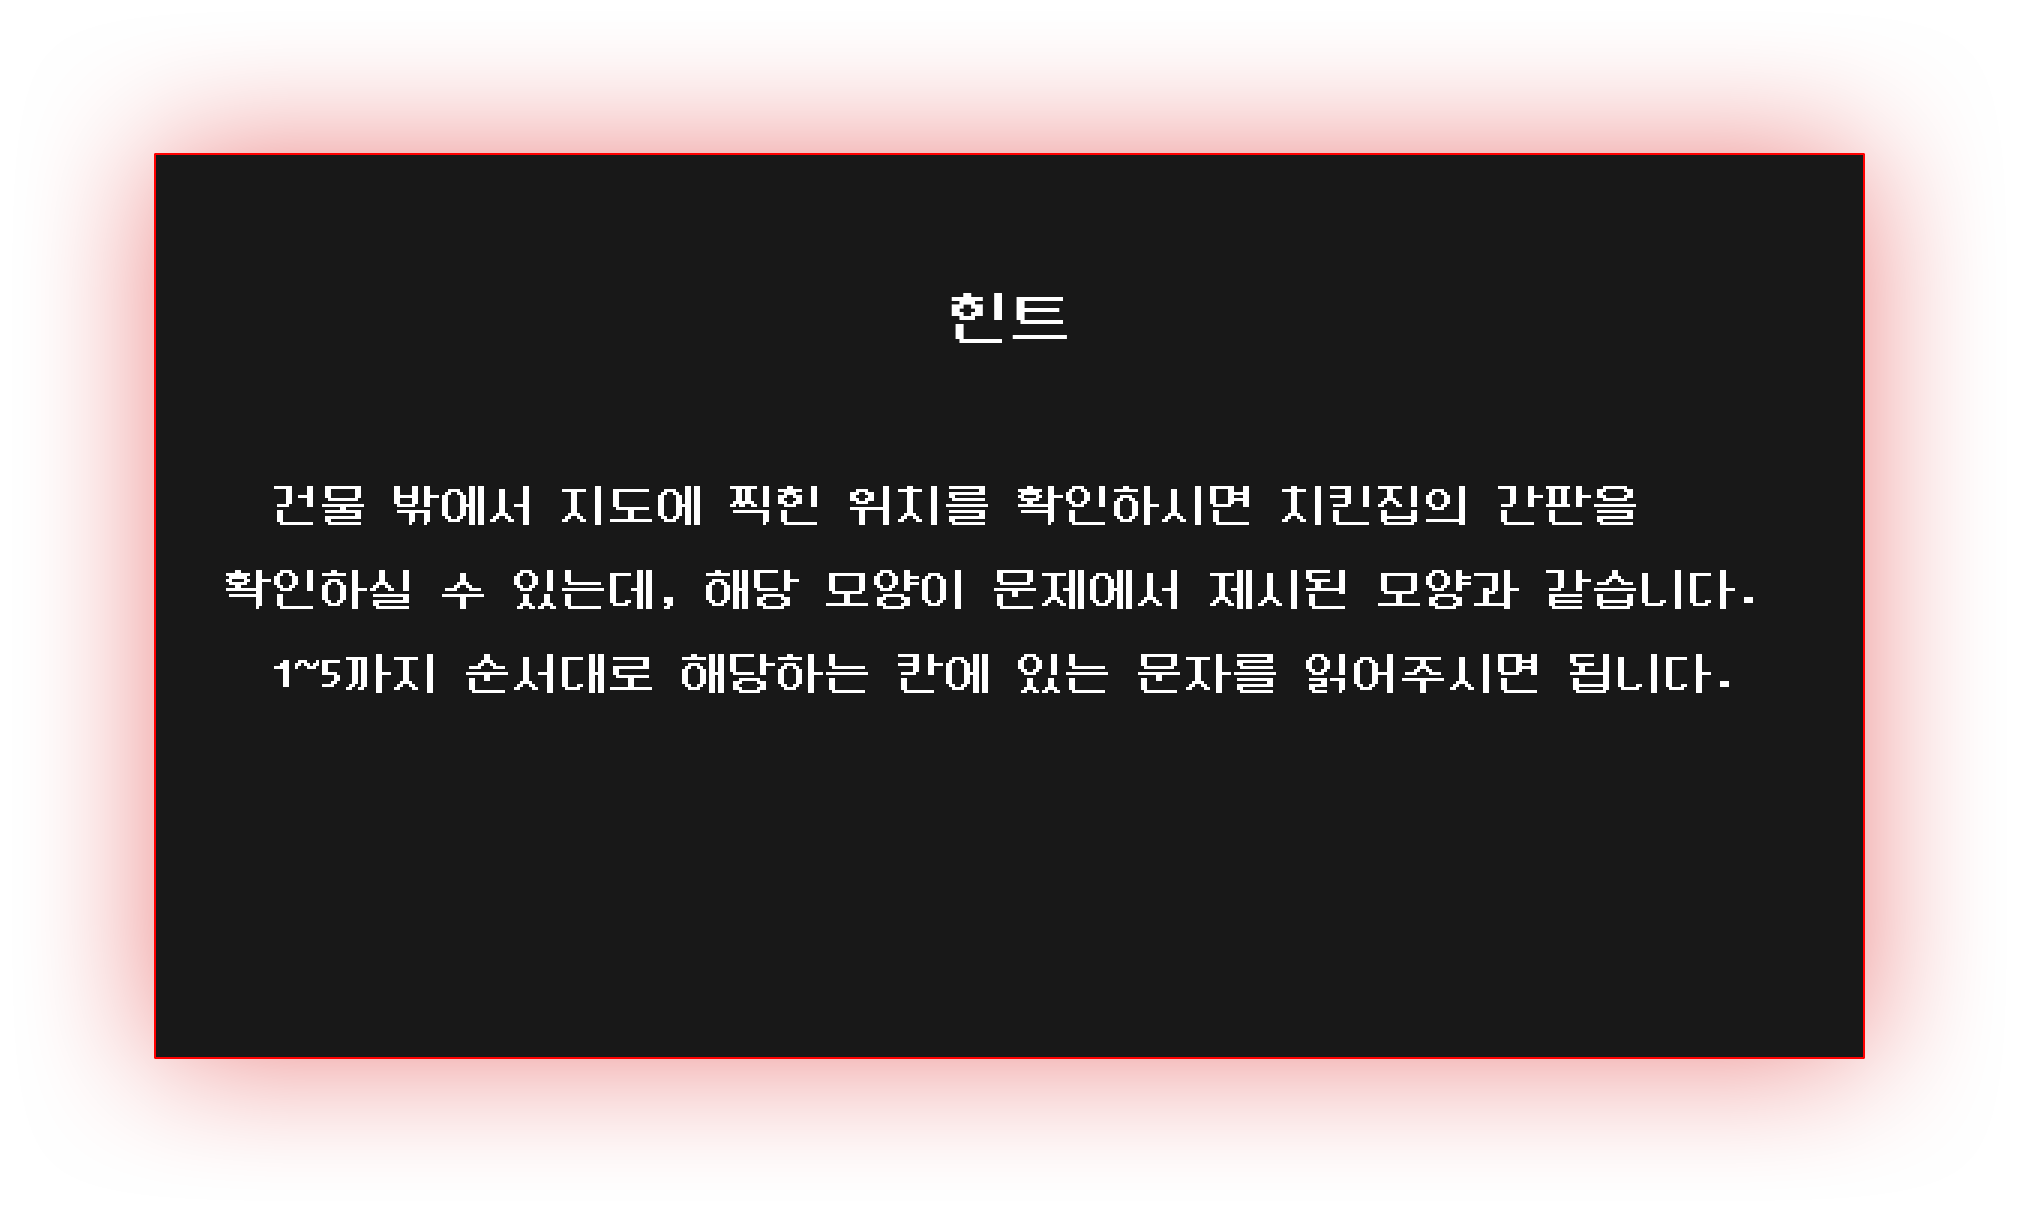 힌트
건물 밖에서 지도에 찍힌 위치를 확인하시면 치킨집의 간판을
확인하실 수 있는데, 해당 모양이 문제에서 제시된 모양과 같습니다.
1~5까지 순서대로 해당하는 칸에 있는 문자를 읽어주시면 됩니다.